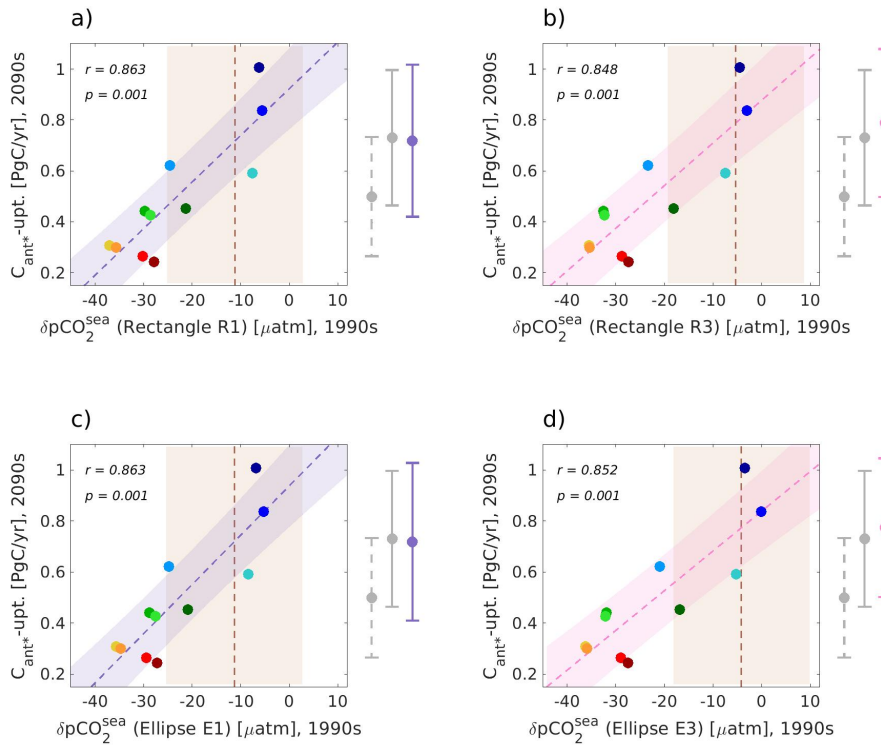 a)
r = 0.863
p = 0.001
C_ant*-upt. [PgC/yr], 2090s
1
0.8
0.6
0.4
0.2
-40 -30 -20 -10 0 10
δpCO₂^sea (Rectangle R1) [μatm], 1990s
b)
r = 0.848
p = 0.001
C_ant*-upt. [PgC/yr], 2090s
1
0.8
0.6
0.4
0.2
-40 -30 -20 -10 0 10
δpCO₂^sea (Rectangle R3) [μatm], 1990s
c)
r = 0.863
p = 0.001
C_ant*-upt. [PgC/yr], 2090s
1
0.8
0.6
0.4
0.2
-40 -30 -20 -10 0 10
δpCO₂^sea (Ellipse E1) [μatm], 1990s
d)
r = 0.852
p = 0.001
C_ant*-upt. [PgC/yr], 2090s
1
0.8
0.6
0.4
0.2
-40 -30 -20 -10 0 10
δpCO₂^sea (Ellipse E3) [μatm], 1990s